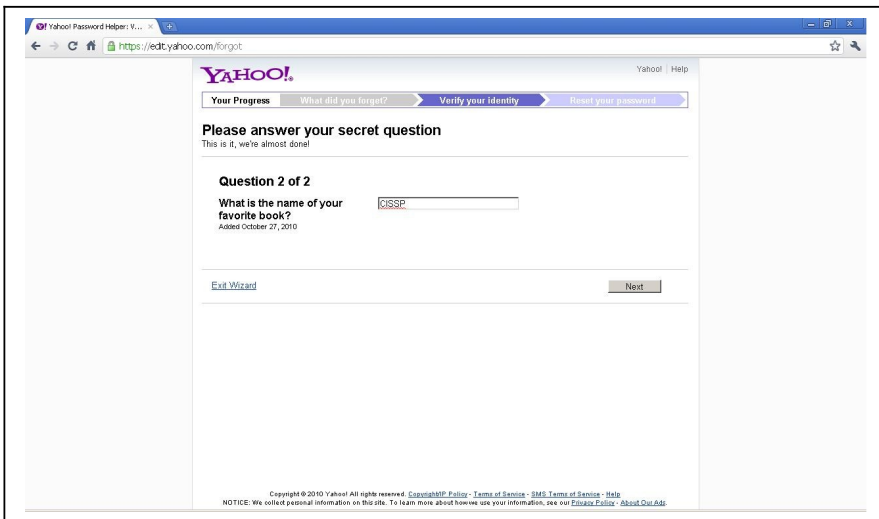 Yahoo! Password Helper: V...
https://edit.yahoo.com/forgot
YAHOO!
Yahoo! Help
Your Progress What did you forget? Verify your identity Reset your password
Please answer your secret question
This is it, we're almost done!
Question 2 of 2
What is the name of your CISSP
favorite book?
Added October 27, 2010
Exit Wizard Next
Copyright © 2010 Yahoo! All rights reserved. Copyright/IP Policy - Terms of Service - SMS Terms of Service - Help
NOTICE: We collect personal information on this site. To learn more about how we use your information, see our Privacy Policy - About Our Ads.